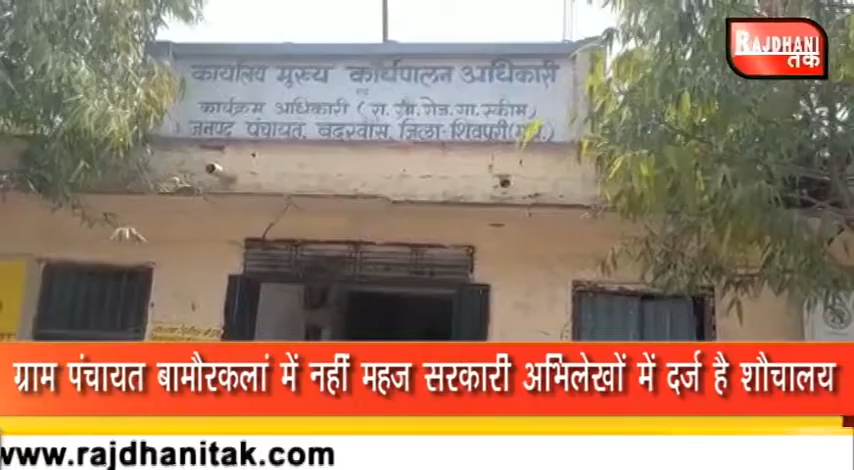 RAJDHANI
तक
कार्यालय मुख्य कार्यपालन अधिकारी
एवं
कार्यक्रम अधिकारी (रा. ग्रा. रोज. गा. स्कीम)
जनपद पंचायत, बदरवास जिला-शिवपुरी (म.प्र.)
ग्राम पंचायत बामौरकलां में नहीं महज सरकारी अभिलेखों में दर्ज है शौचालय
www.rajdhanitak.com